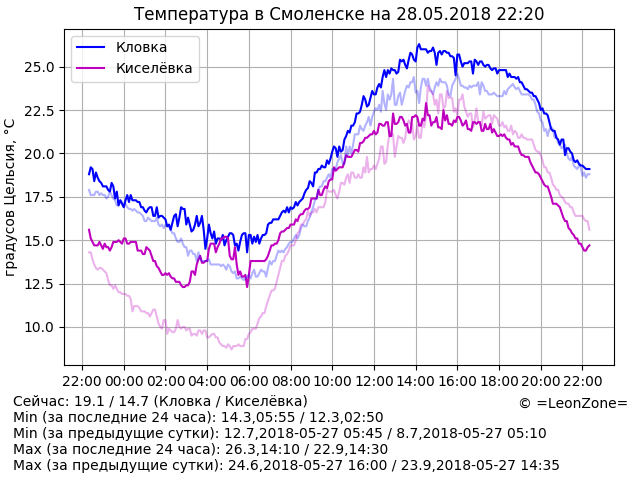 Температура в Смоленске на 28.05.2018 22:20
Кловка
Киселёвка
градусов Цельсия, °C
25.0
22.5
20.0
17.5
15.0
12.5
10.0
22:00 00:00 02:00 04:00 06:00 08:00 10:00 12:00 14:00 16:00 18:00 20:00 22:00
Сейчас: 19.1 / 14.7 (Кловка / Киселёвка)
© =LeonZone=
Min (за последние 24 часа): 14.3,05:55 / 12.3,02:50
Min (за предыдущие сутки): 12.7,2018-05-27 05:45 / 8.7,2018-05-27 05:10
Max (за последние 24 часа): 26.3,14:10 / 22.9,14:30
Max (за предыдущие сутки): 24.6,2018-05-27 16:00 / 23.9,2018-05-27 14:35